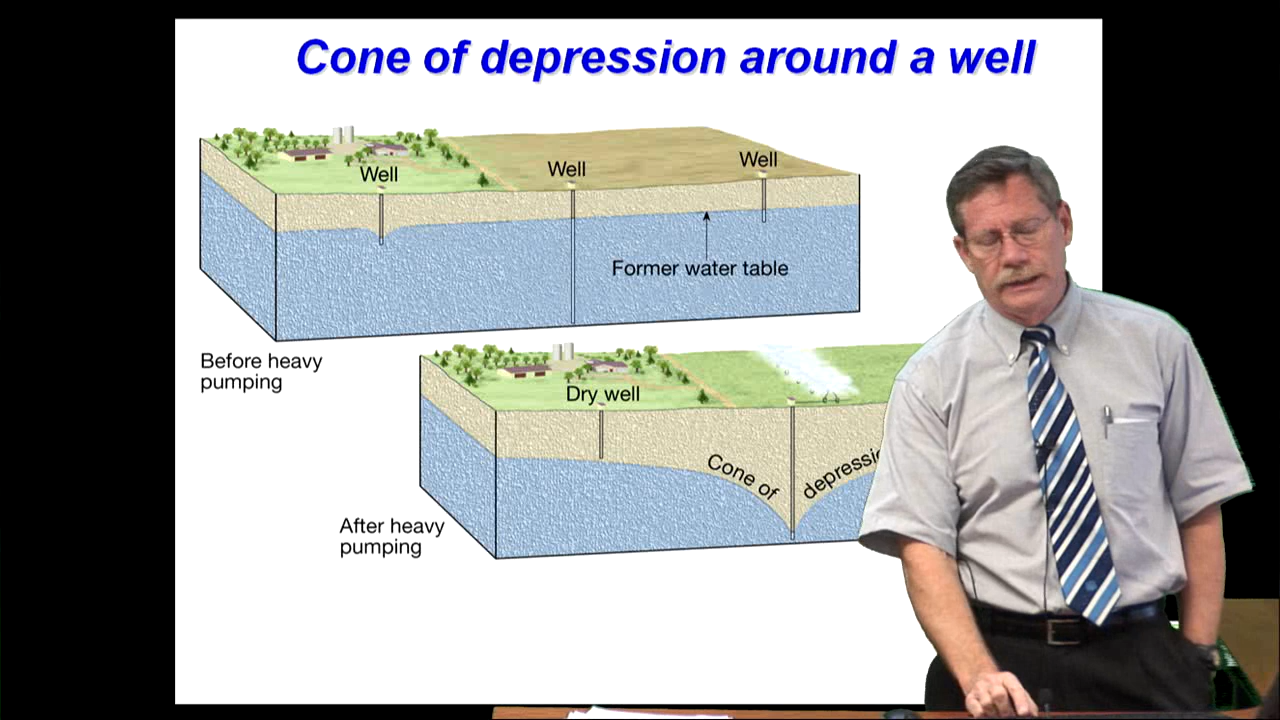 Cone of depression around a well
Well
Well
Well
Former water table
Before heavy
pumping
Dry well
Cone of
After heavy
pumping